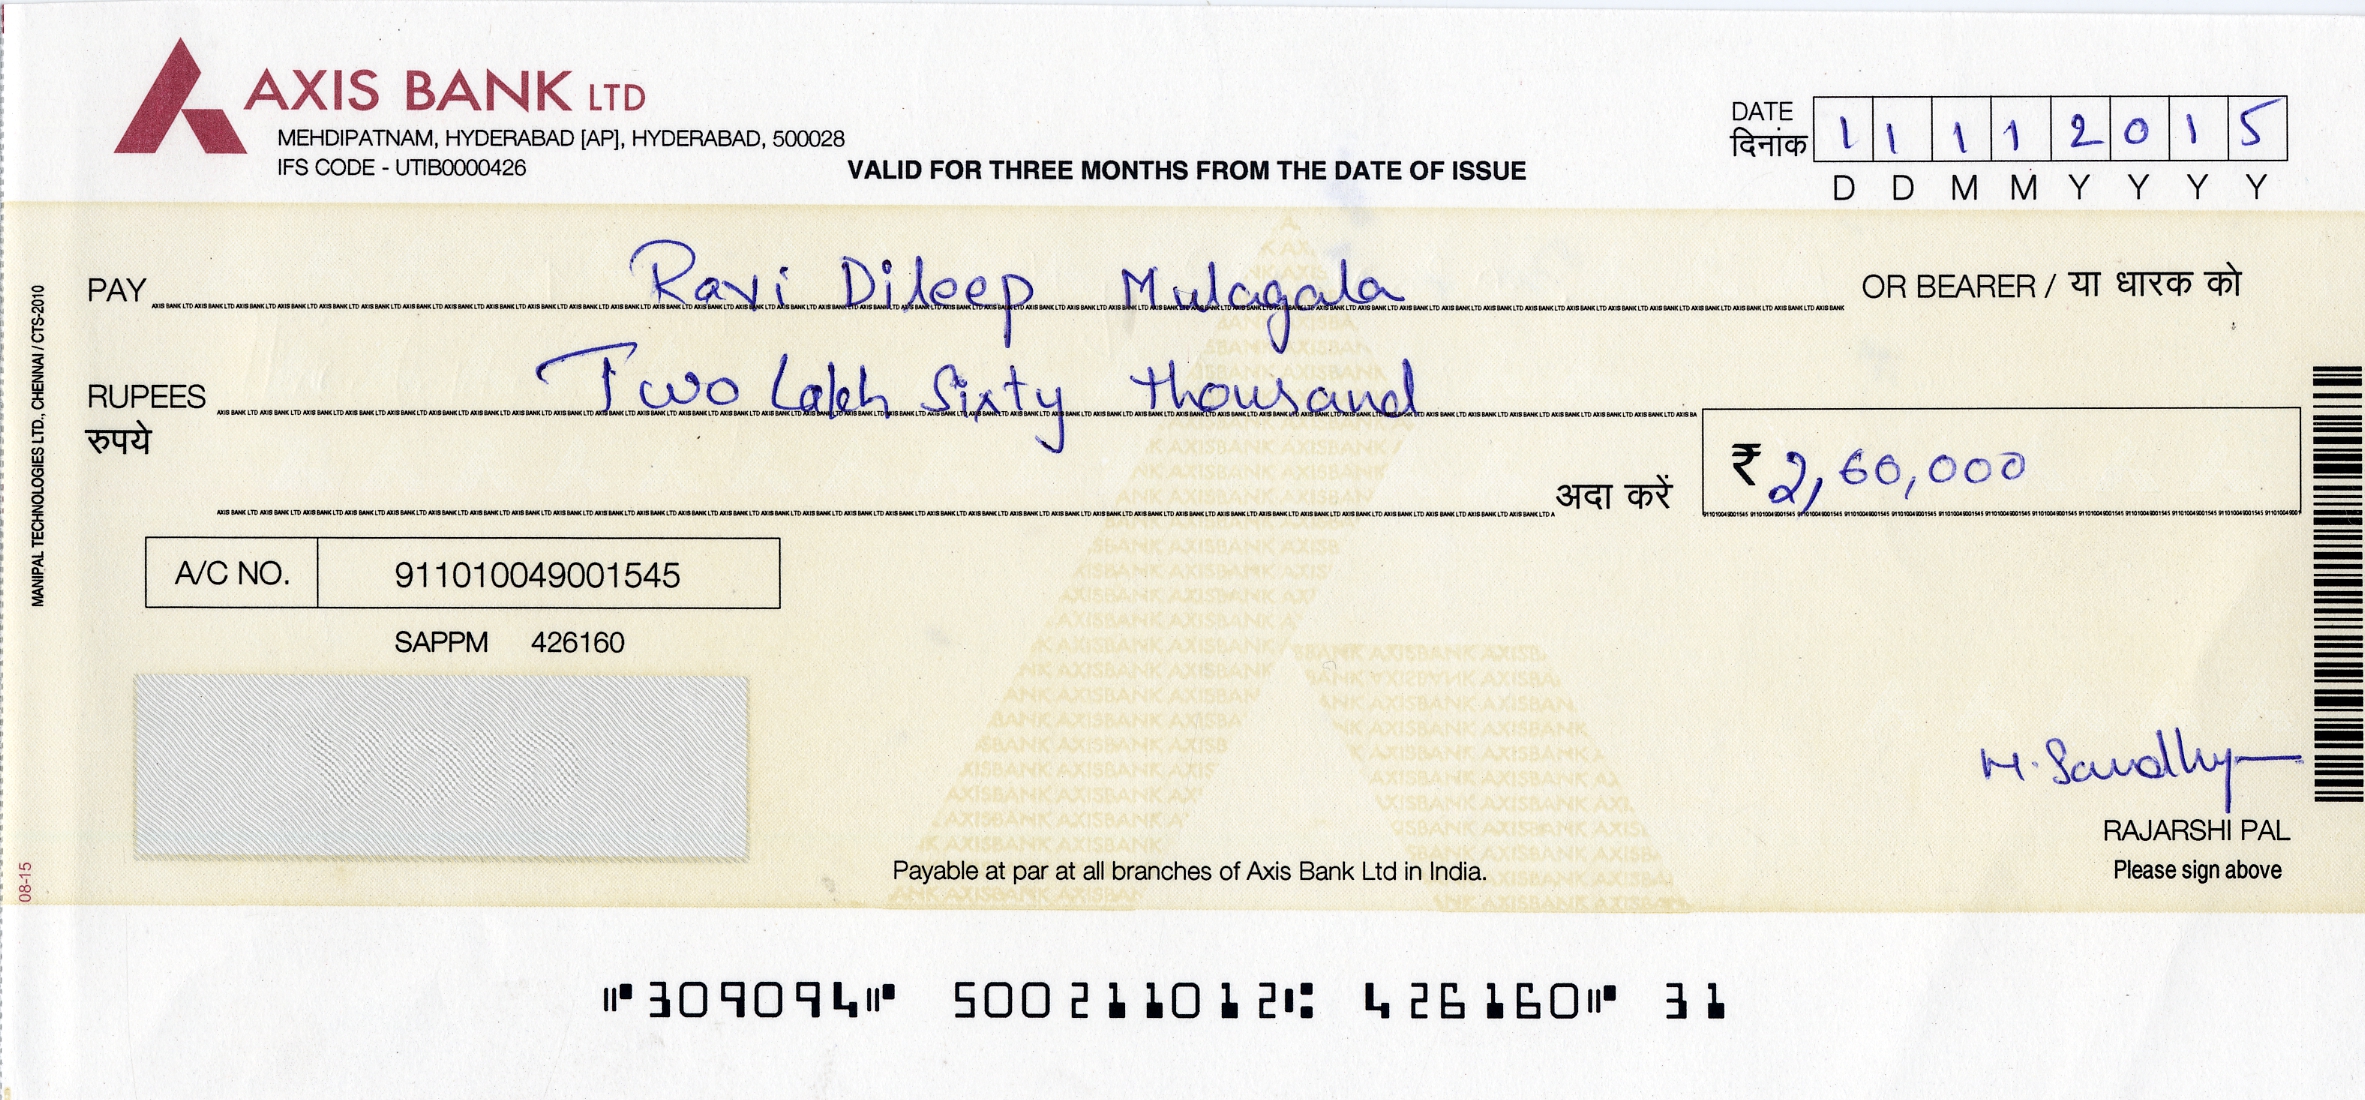 AXIS BANK LTD
MEHDIPATNAM, HYDERABAD [AP], HYDERABAD, 500028
IFS CODE - UTIB0000426
VALID FOR THREE MONTHS FROM THE DATE OF ISSUE
DATE
दिनांक
1 1 1 1 2 0 1 5
D D M M Y Y Y Y
PAY Ravi Dileep Mulagala OR BEARER / या धारक को
RUPEES Two Lakh Sixty thousand
रुपये
अदा करें ₹ 2,60,000
A/C NO. 911010049001545
SAPPM 426160
VOID
M. Sandhya
RAJARSHI PAL
Please sign above
Payable at par at all branches of Axis Bank Ltd in India.
MANIPAL TECHNOLOGIES LTD., CHENNAI / CTS-2010
08-15
⑈309094⑈ 500211012⑆ 426160⑈ 31